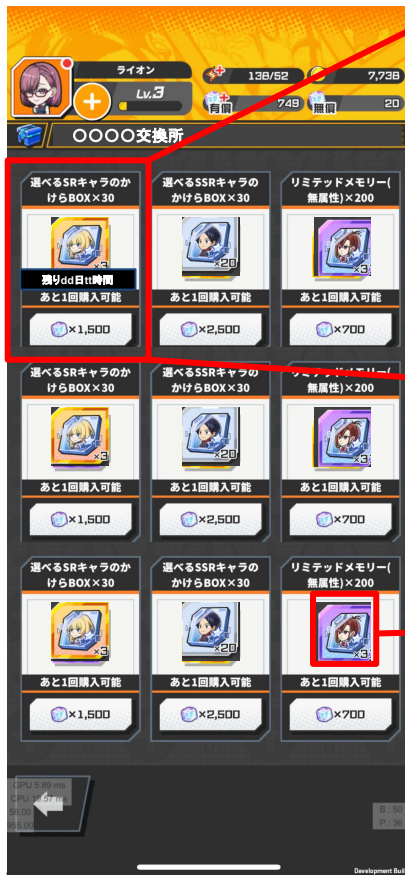 ライオン
Lv.3
138/52
7,738
有償
749
無償
20
〇〇〇〇交換所
選べるSRキャラのか
けらBOX×30
×3
残りdd日tt時間
あと1回購入可能
×1,500
選べるSSRキャラの
かけらBOX×30
×20
あと1回購入可能
×2,500
リミテッドメモリー(
無属性)×200
×3
あと1回購入可能
×700
選べるSRキャラのか
けらBOX×30
×3
あと1回購入可能
×1,500
選べるSSRキャラの
かけらBOX×30
×20
あと1回購入可能
×2,500
リミテッドメモリー(
無属性)×200
×3
あと1回購入可能
×700
選べるSRキャラのか
けらBOX×30
×3
あと1回購入可能
×1,500
選べるSSRキャラの
かけらBOX×30
×20
あと1回購入可能
×2,500
リミテッドメモリー(
無属性)×200
×3
あと1回購入可能
×700
GPU 5.89 ms
CPU
ms
58.00
955.00
B : 50
P : 36
Development Buil